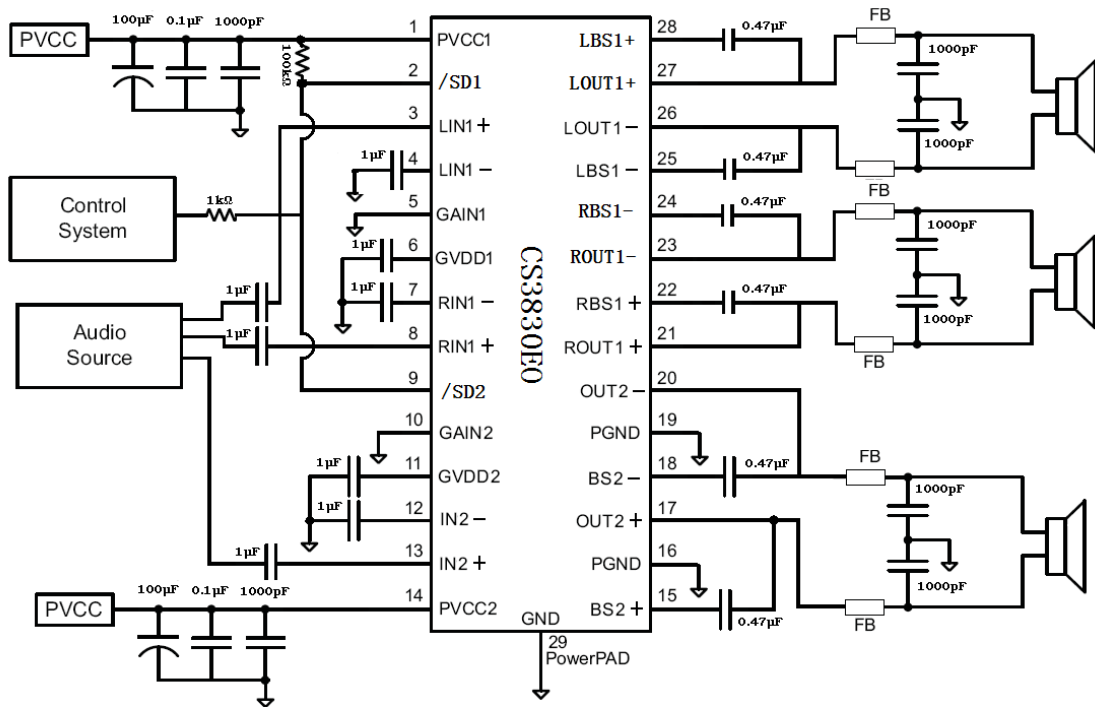 100μF 0.1μF 1000pF
PVCC
100kΩ
1 PVCC1
2 /SD1
3 LIN1+
1μF
4 LIN1-
5 GAIN1
1μF
6 GVDD1
1μF
7 RIN1-
8 RIN1+
9 /SD2
10 GAIN2
1μF
11 GVDD2
1μF
12 IN2-
13 IN2+
14 PVCC2
Control
System
1kΩ
Audio
Source
1μF
1μF
1μF
100μF 0.1μF 1000pF
PVCC
CS3830EO
GND
29
PowerPAD
LBS1+ 28
0.47μF
LOUT1+ 27
LOUT1- 26
LBS1- 25
0.47μF
RBS1- 24
0.47μF
ROUT1- 23
RBS1+ 22
0.47μF
ROUT1+ 21
OUT2- 20
PGND 19
BS2- 18
0.47μF
OUT2+ 17
PGND 16
BS2+ 15
0.47μF
FB
1000pF
1000pF
FB
FB
1000pF
1000pF
FB
FB
1000pF
1000pF
FB